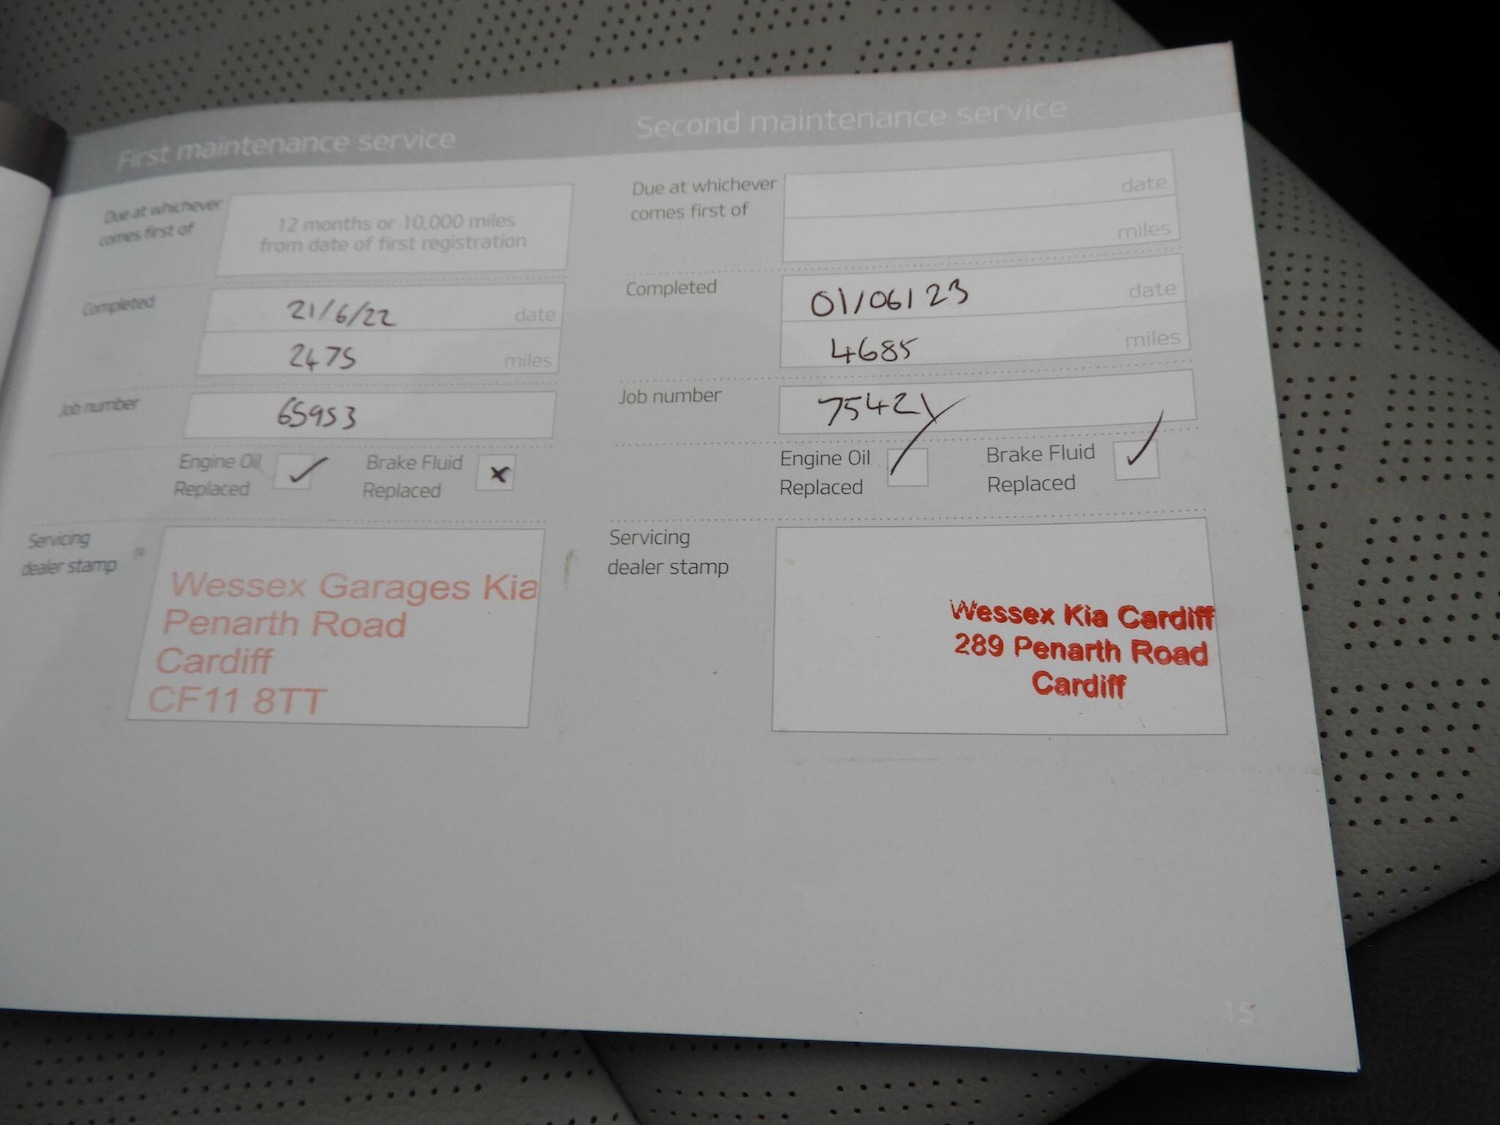 First maintenance service
Due at whichever
comes first of
12 months or 10,000 miles
from date of first registration
Completed
21/6/22 date
2475 miles
Job number
65953
Engine Oil
Replaced
✓
Brake Fluid
Replaced
x
Servicing
dealer stamp
Wessex Garages Kia
Penarth Road
Cardiff
CF11 8TT
Second maintenance service
Due at whichever
comes first of
date
miles
Completed
01/06/23 date
4685 miles
Job number
75421
Engine Oil
Replaced
✓
Brake Fluid
Replaced
✓
Servicing
dealer stamp
Wessex Kia Cardiff
289 Penarth Road
Cardiff
15